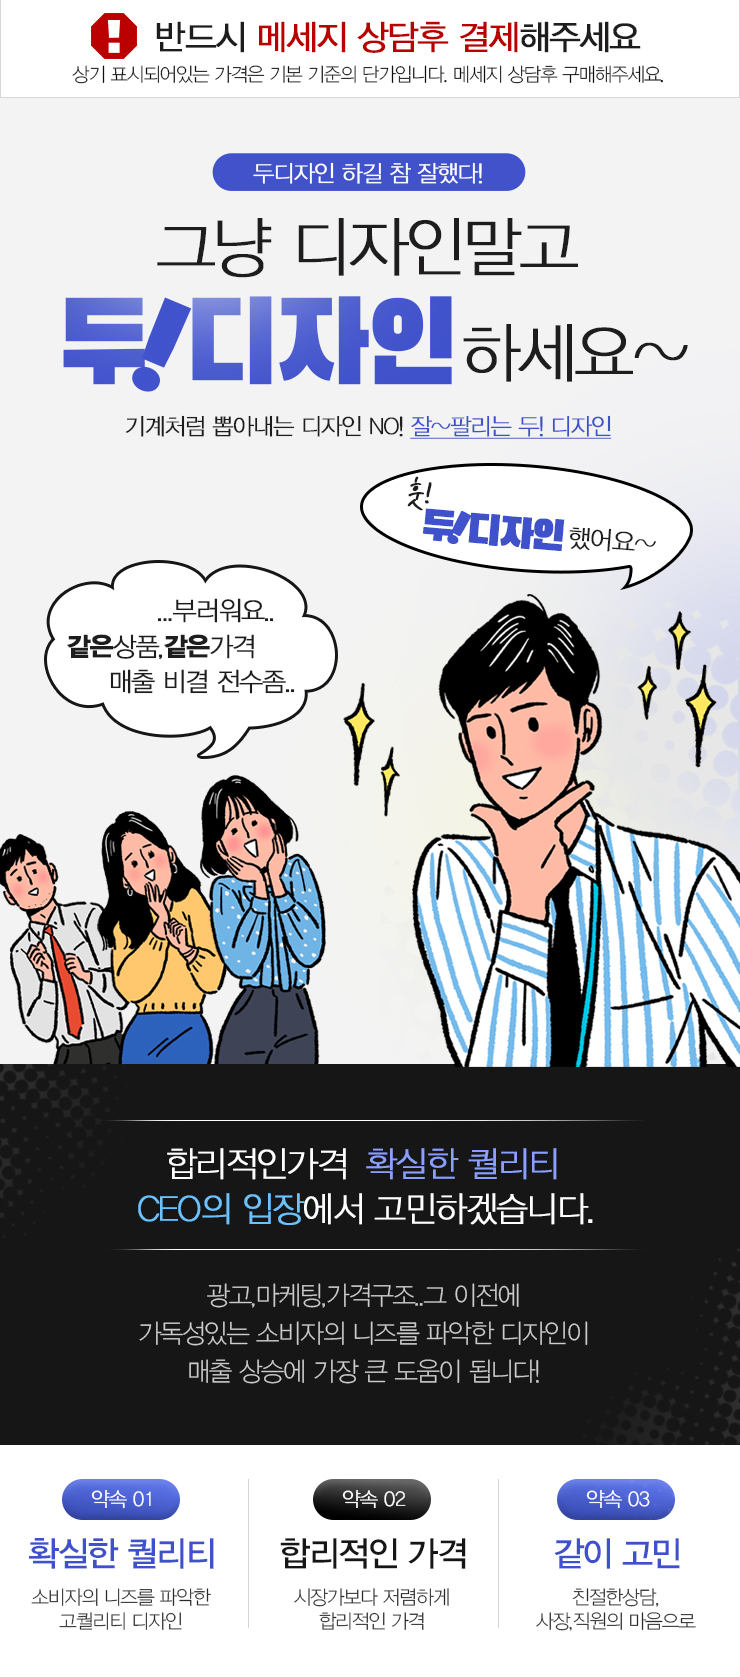 반드시 메세지 상담후 결제해주세요
상기 표시되어있는 가격은 기본 기준의 단가입니다. 메세지 상담후 구매해주세요.
두디자인 하길 참 잘했다!
그냥 디자인말고
두!디자인 하세요~
기계처럼 뽑아내는 디자인 NO! 잘~팔리는 두! 디자인
훗!
두!디자인 했어요~
...부러워요..
같은상품,같은가격
매출 비결 전수좀..
합리적인가격 확실한 퀄리티
CEO의 입장에서 고민하겠습니다.
광고,마케팅,가격구조..그 이전에
가독성있는 소비자의 니즈를 파악한 디자인이
매출 상승에 가장 큰 도움이 됩니다!
약속 01
확실한 퀄리티
소비자의 니즈를 파악한
고퀄리티 디자인
약속 02
합리적인 가격
시장가보다 저렴하게
합리적인 가격
약속 03
같이 고민
친절한상담,
사장,직원의 마음으로